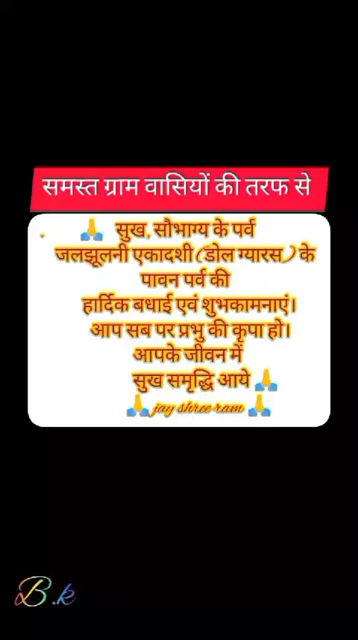 समस्त ग्राम वासियों की तरफ से
. 🙏 सुख, सौभाग्य के पर्व
जलझूलनी एकादशी (डोल ग्यारस) के
पावन पर्व की
हार्दिक बधाई एवं शुभकामनाएं।
आप सब पर प्रभु की कृपा हो।
आपके जीवन में
सुख समृद्धि आये 🙏
🙏 jay shree ram 🙏
B.k